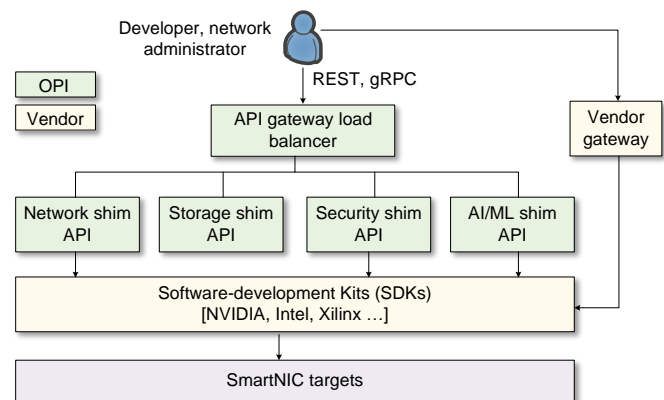 Developer, network
administrator
REST, gRPC
OPI
Vendor
API gateway load
balancer
Vendor
gateway
Network shim
API
Storage shim
API
Security shim
API
AI/ML shim
API
Software-development Kits (SDKs)
[NVIDIA, Intel, Xilinx …]
SmartNIC targets